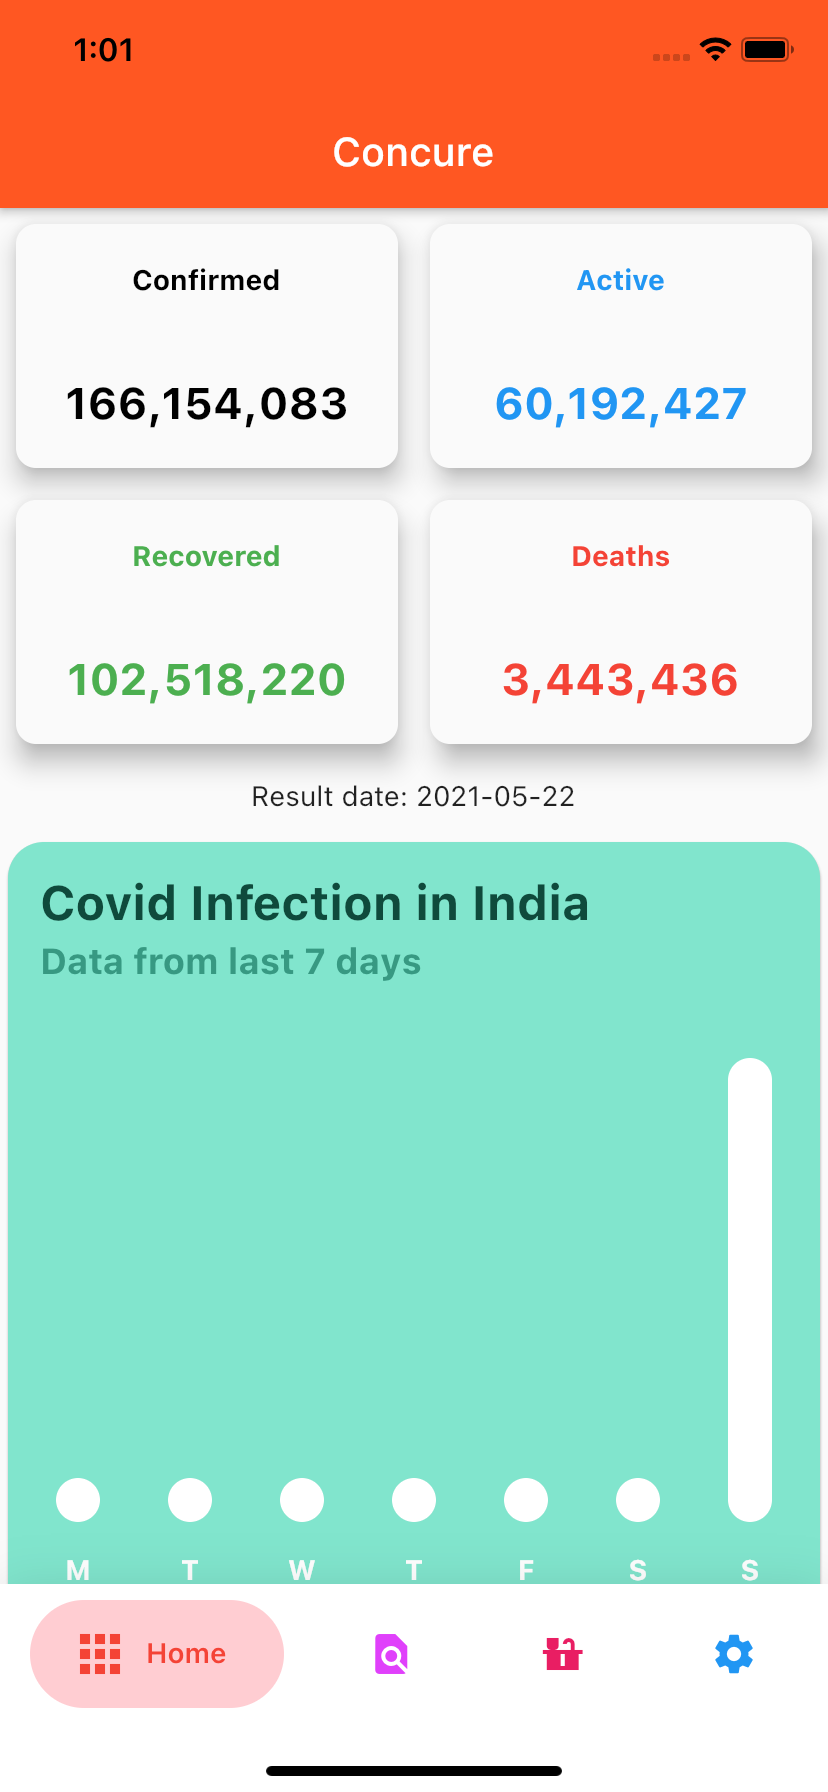 1:01
Concure
Confirmed
Active
166,154,083
60,192,427
Recovered
Deaths
102,518,220
3,443,436
Result date: 2021-05-22
Covid Infection in India
Data from last 7 days
M T W T F S S
Home